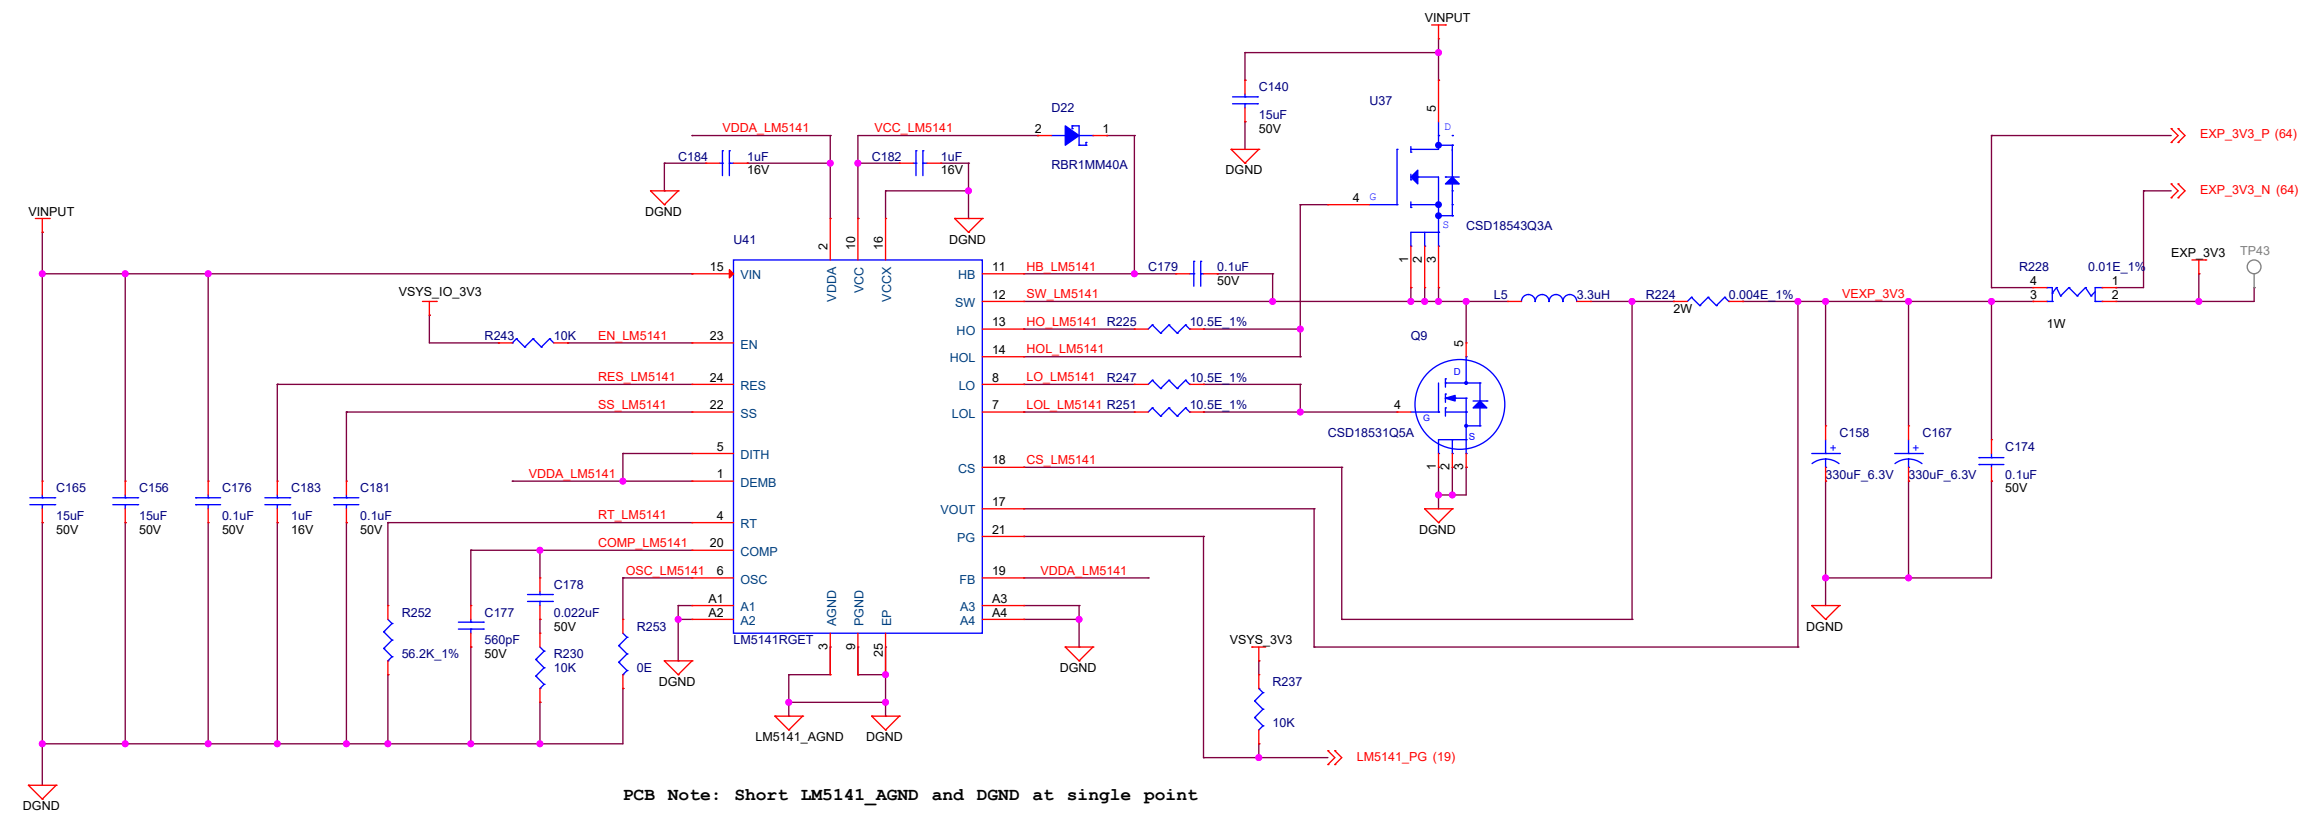 VINPUT
C140
15uF
50V
DGND
U37
5
D
4
G
S
CSD18543Q3A
1
2
3
D22
2
1
RBR1MM40A
VDDA_LM5141
VCC_LM5141
C184
1uF
16V
DGND
C182
1uF
16V
DGND
EXP_3V3_P (64)
EXP_3V3_N (64)
VINPUT
U41
2
10
16
VDDA
VCC
VCCX
15
VIN
VSYS_IO_3V3
R243
10K
EN_LM5141
23
EN
RES_LM5141
24
RES
SS_LM5141
22
SS
5
DITH
VDDA_LM5141
1
DEMB
RT_LM5141
4
RT
COMP_LM5141
20
COMP
OSC_LM5141
6
OSC
A1
A1
A2
A2
LM5141RGET
HB
11
HB_LM5141
C179
0.1uF
50V
SW
12
SW_LM5141
HO
13
HO_LM5141
R225
10.5E_1%
HOL
14
HOL_LM5141
LO
8
LO_LM5141
R247
10.5E_1%
LOL
7
LOL_LM5141
R251
10.5E_1%
CS
18
CS_LM5141
VOUT
17
PG
21
FB
19
VDDA_LM5141
A3
A3
A4
A4
DGND
AGND
PGND
EP
3
9
25
LM5141_AGND
DGND
Q9
5
D
4
G
S
CSD18531Q5A
1
2
3
DGND
L5
3.3uH
R224
0.004E_1%
2W
VEXP_3V3
R228
0.01E_1%
4
3
1
2
1W
EXP_3V3
TP43
C158
330uF_6.3V
C167
330uF_6.3V
C174
0.1uF
50V
DGND
C165
15uF
50V
C156
15uF
50V
C176
0.1uF
50V
C183
1uF
16V
C181
0.1uF
50V
R252
56.2K_1%
C177
560pF
50V
C178
0.022uF
50V
R230
10K
R253
0E
DGND
VSYS_3V3
R237
10K
LM5141_PG (19)
DGND
PCB Note: Short LM5141_AGND and DGND at single point